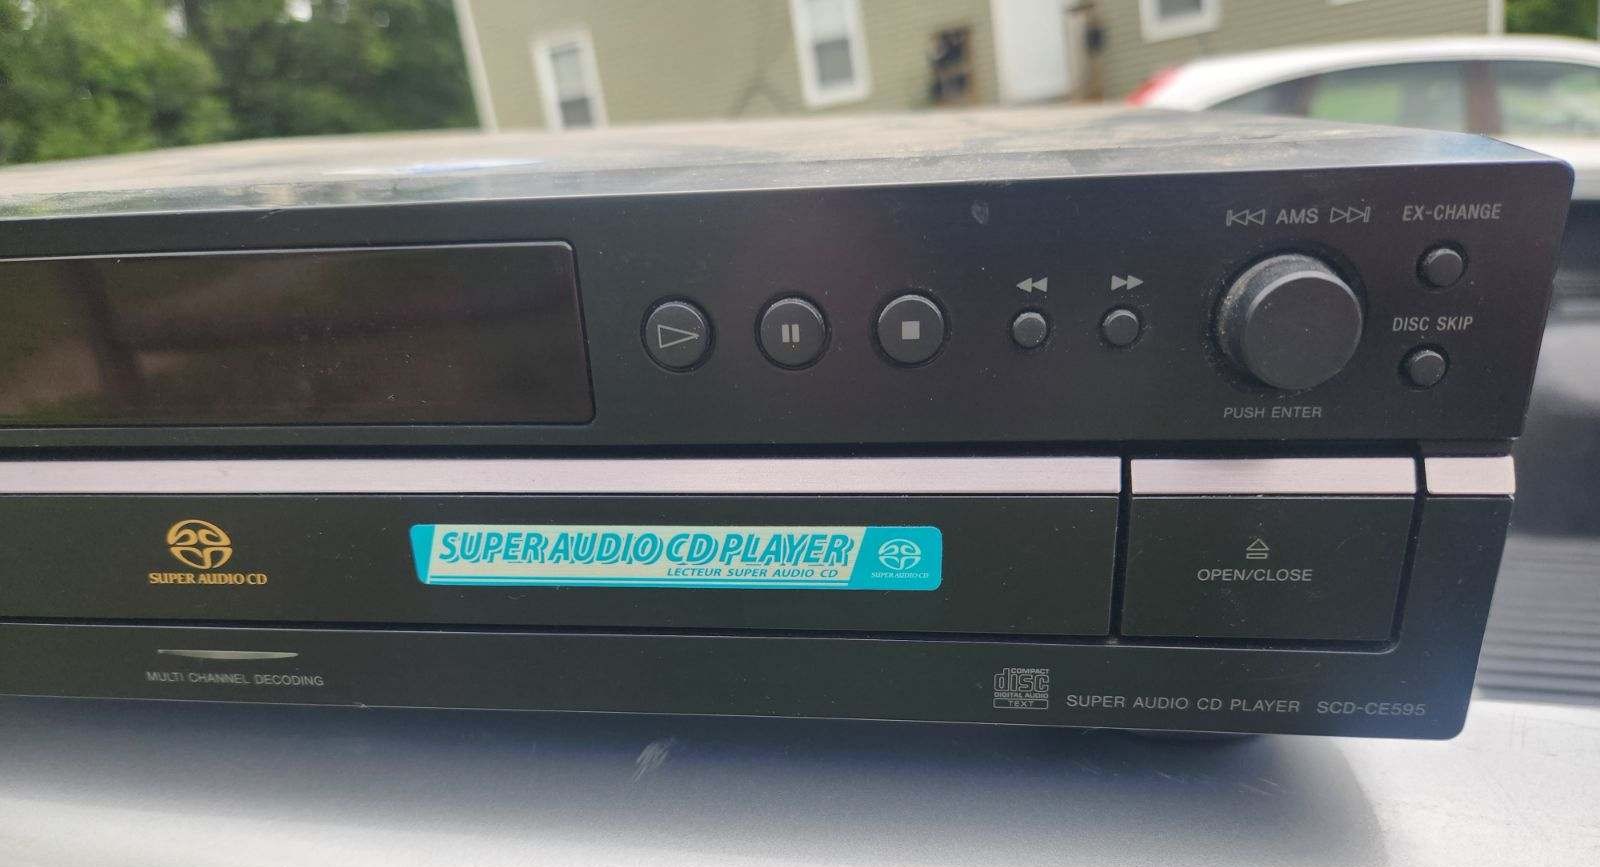 AMS
EX-CHANGE
DISC SKIP
PUSH ENTER
SUPER AUDIO CD
SUPER AUDIO CD PLAYER
LECTEUR SUPER AUDIO CD
SUPER AUDIO CD
OPEN/CLOSE
MULTI CHANNEL DECODING
COMPACT
disc
DIGITAL AUDIO
TEXT
SUPER AUDIO CD PLAYER SCD-CE595